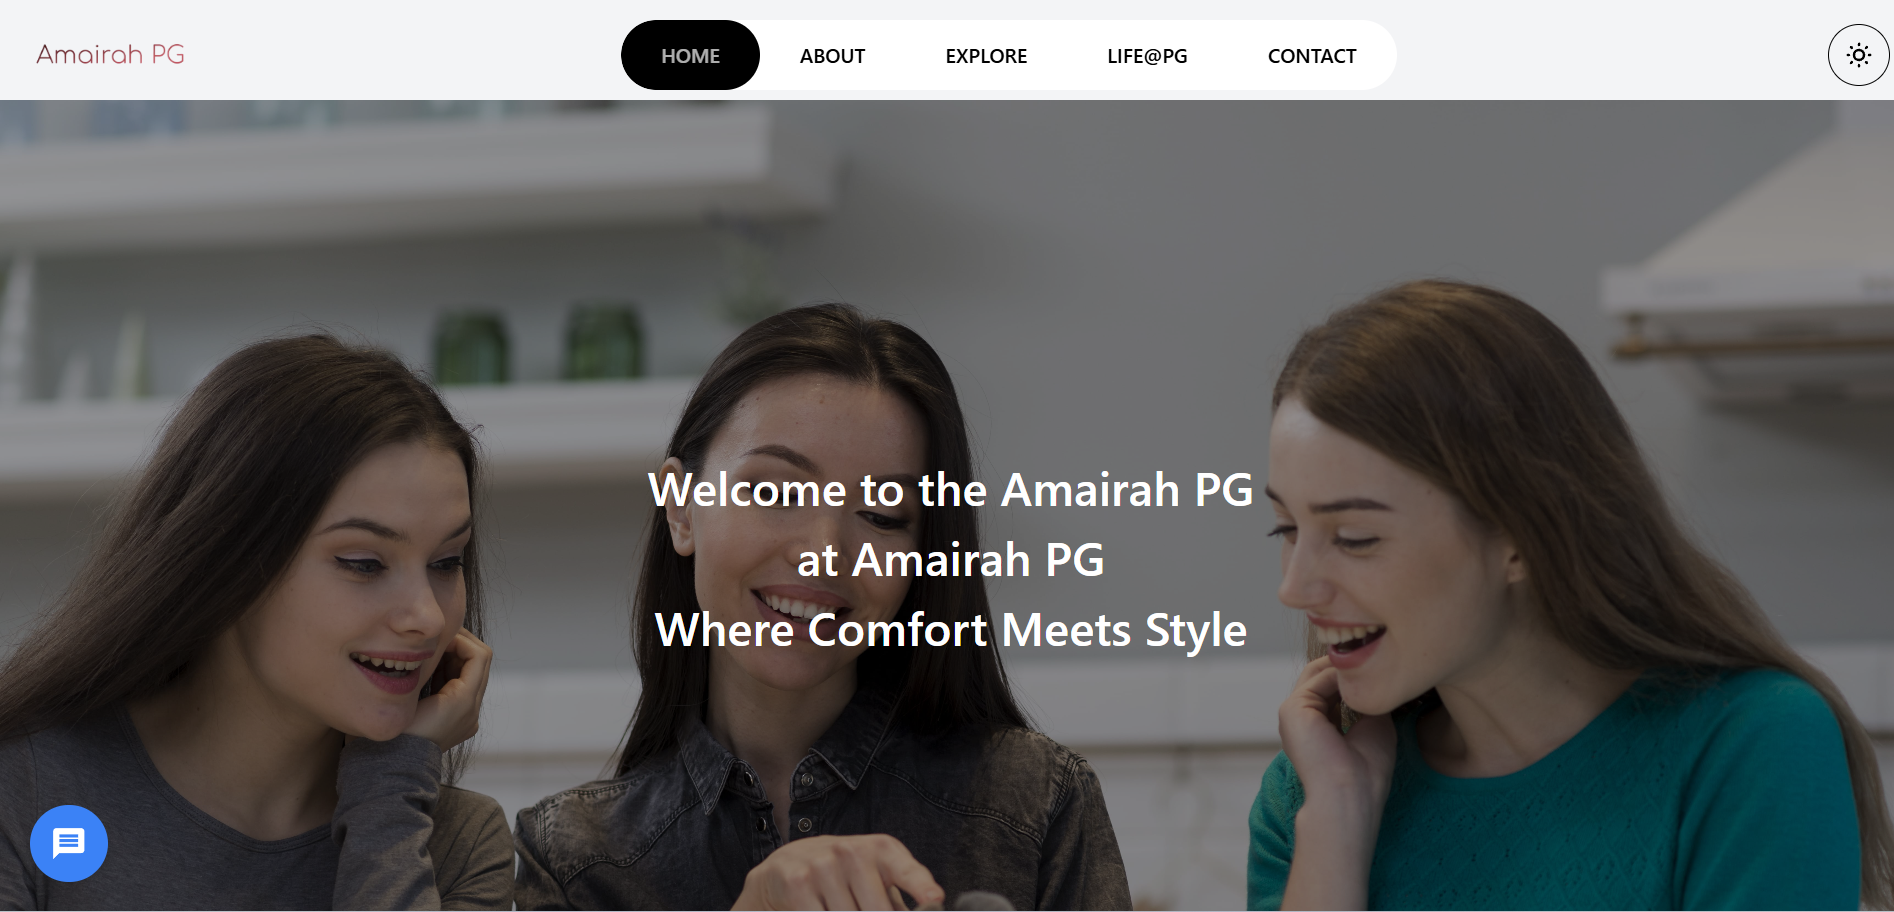 Amairah PG
HOME
ABOUT
EXPLORE
LIFE@PG
CONTACT
Welcome to the Amairah PG
at Amairah PG
Where Comfort Meets Style